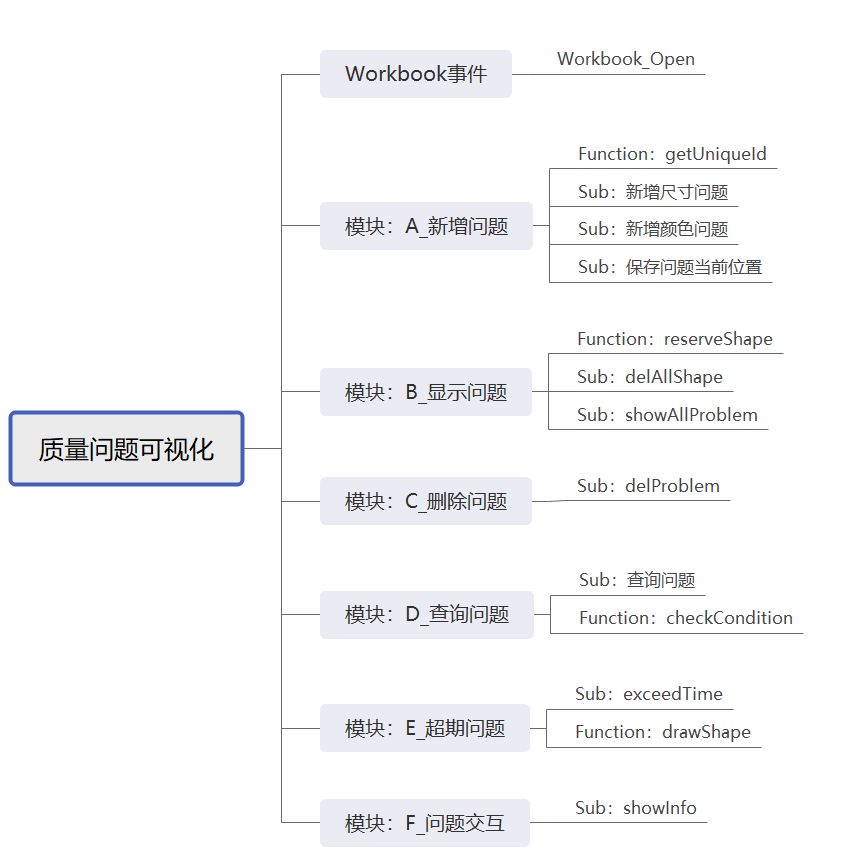 Workbook事件
Workbook_Open
模块：A_新增问题
Function：getUniqueId
Sub：新增尺寸问题
Sub：新增颜色问题
Sub：保存问题当前位置
模块：B_显示问题
Function：reserveShape
Sub：delAllShape
Sub：showAllProblem
质量问题可视化
模块：C_删除问题
Sub：delProblem
模块：D_查询问题
Sub：查询问题
Function：checkCondition
模块：E_超期问题
Sub：exceedTime
Function：drawShape
模块：F_问题交互
Sub：showInfo